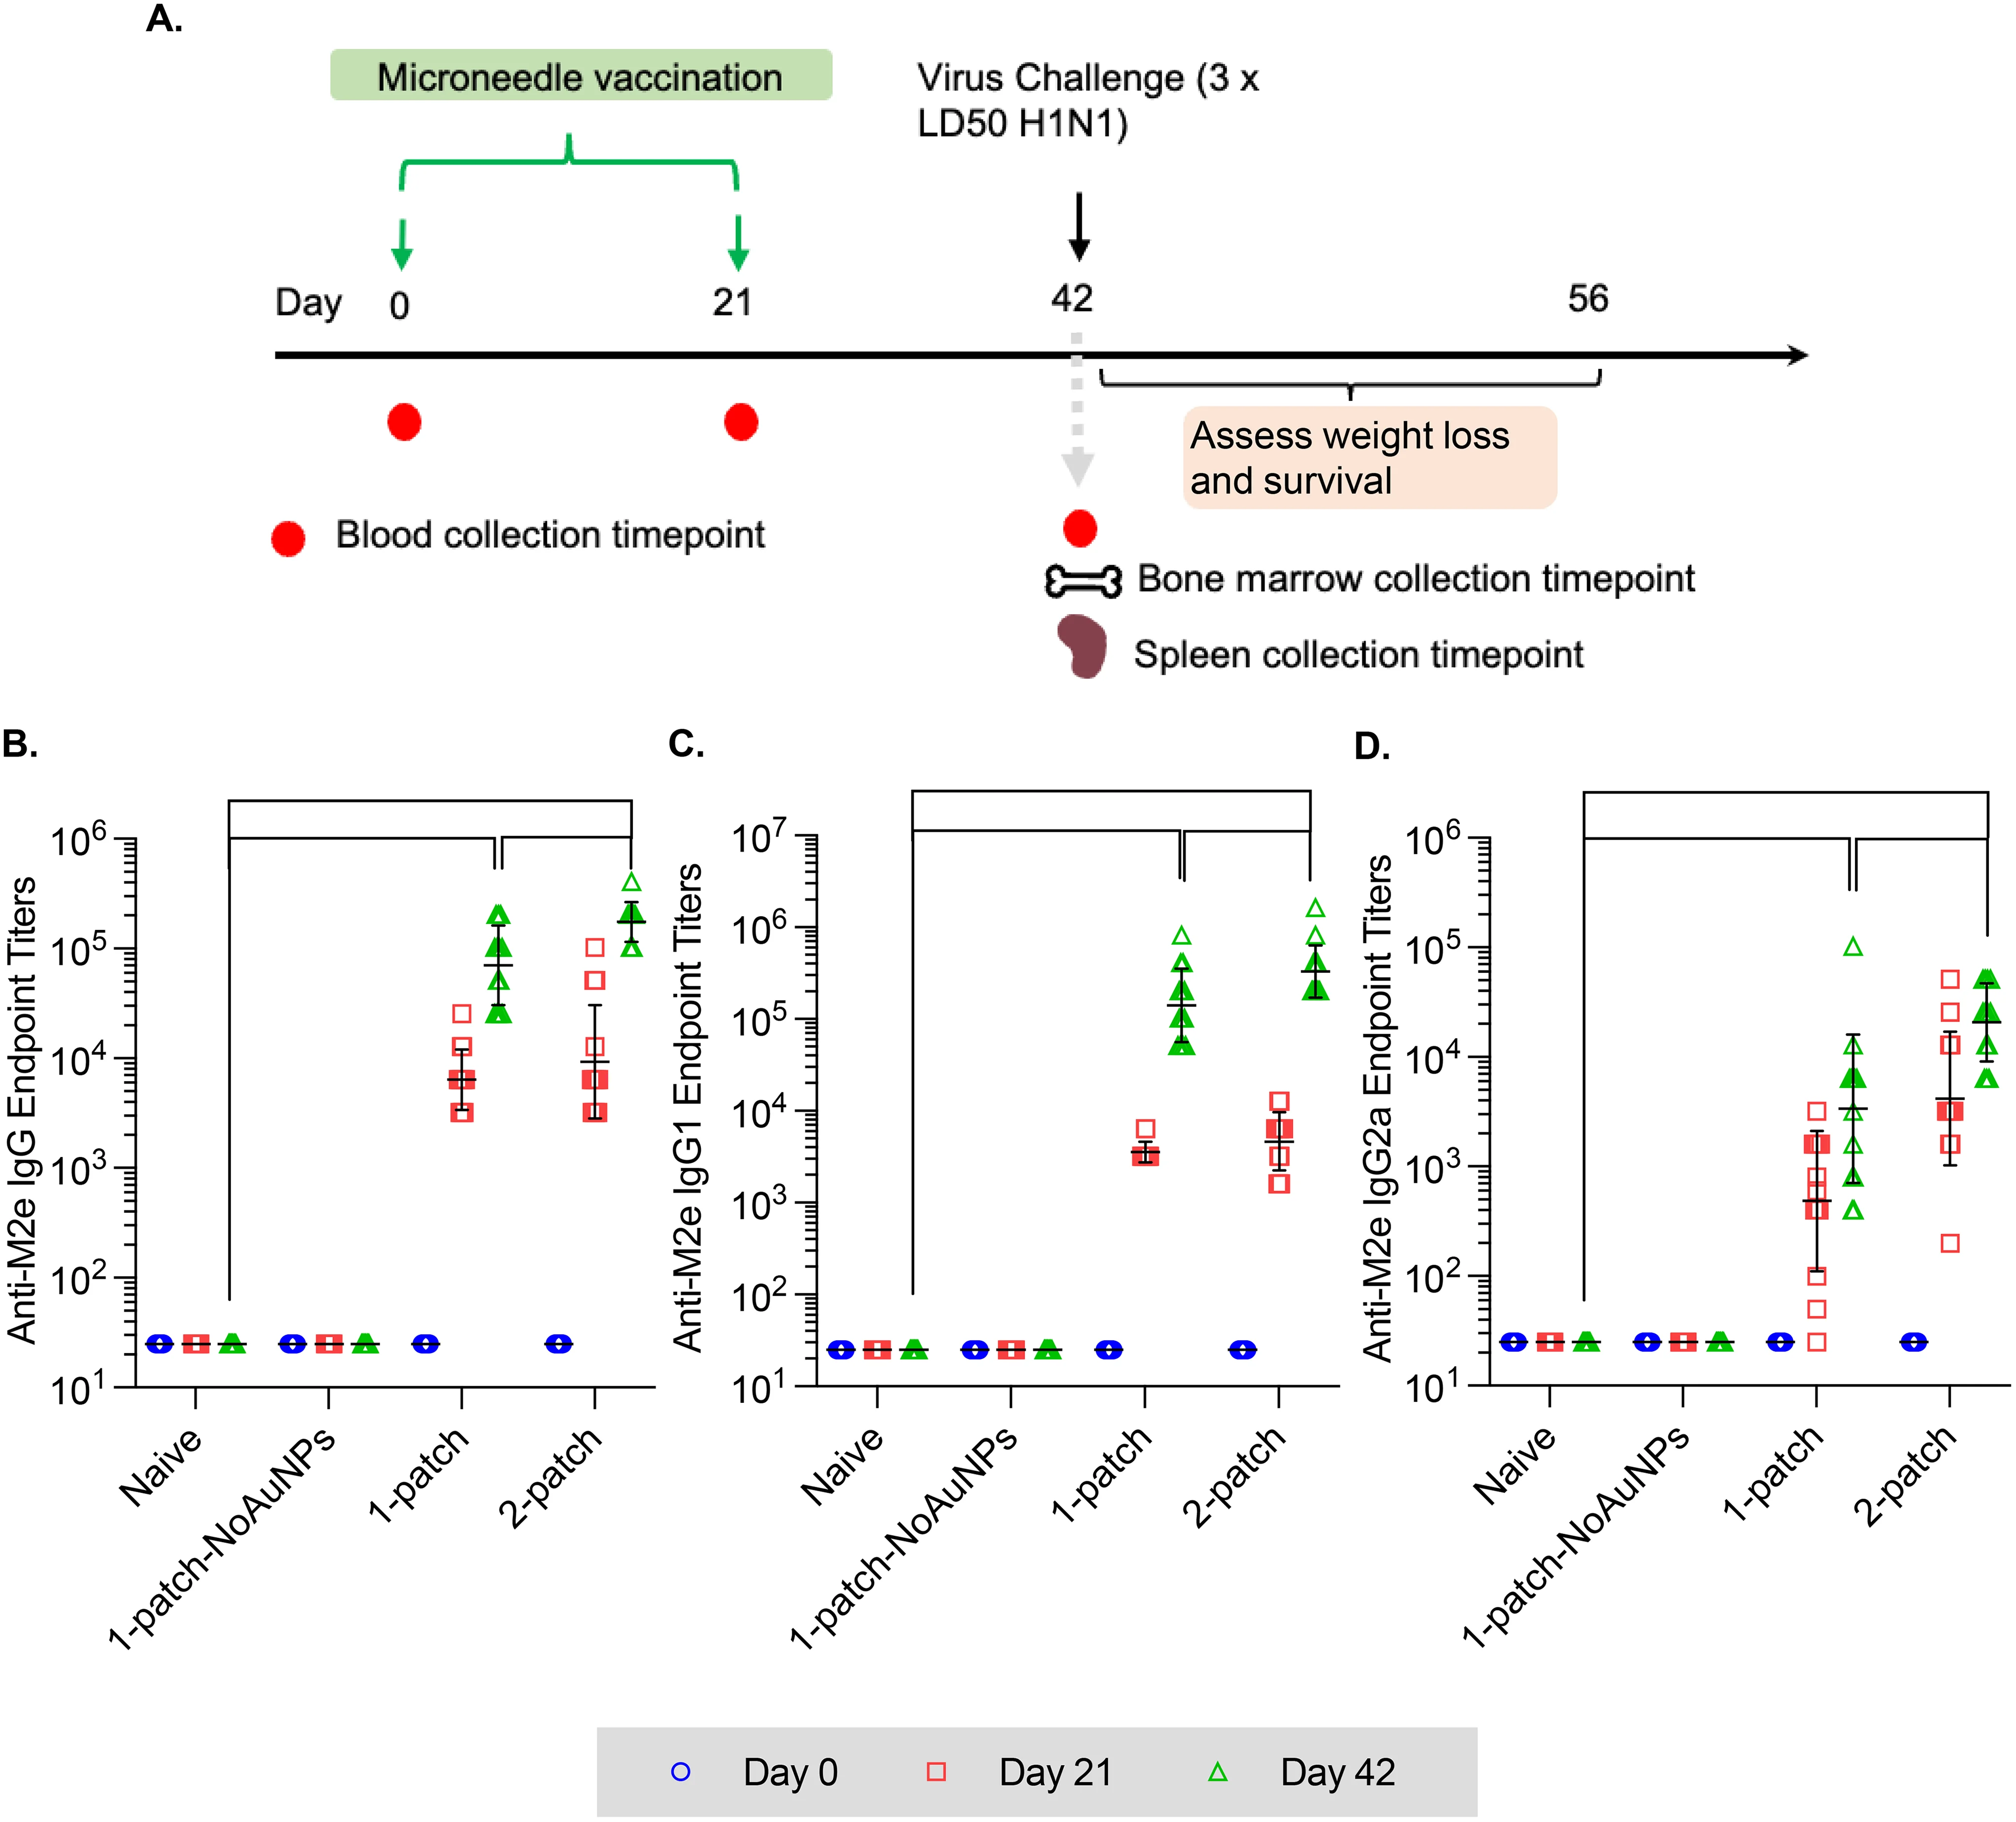 A.
Microneedle vaccination
Virus Challenge (3 x
LD50 H1N1)
Day 0 21 42 56
Assess weight loss
and survival
Blood collection timepoint
Bone marrow collection timepoint
Spleen collection timepoint
B.
Anti-M2e IgG Endpoint Titers
10^6
10^5
10^4
10^3
10^2
10^1
Naive
1-patch-NoAuNPs
1-patch
2-patch
C.
Anti-M2e IgG1 Endpoint Titers
10^7
10^6
10^5
10^4
10^3
10^2
10^1
Naive
1-patch-NoAuNPs
1-patch
2-patch
D.
Anti-M2e IgG2a Endpoint Titers
10^6
10^5
10^4
10^3
10^2
10^1
Naive
1-patch-NoAuNPs
1-patch
2-patch
Day 0 Day 21 Day 42